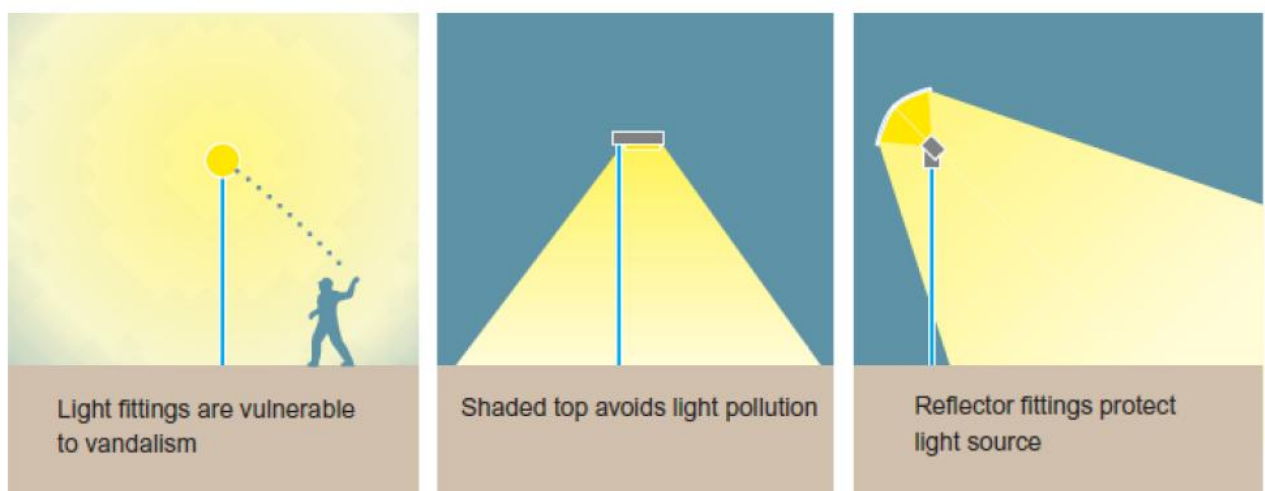 Light fittings are vulnerable
to vandalism
Shaded top avoids light pollution
Reflector fittings protect
light source